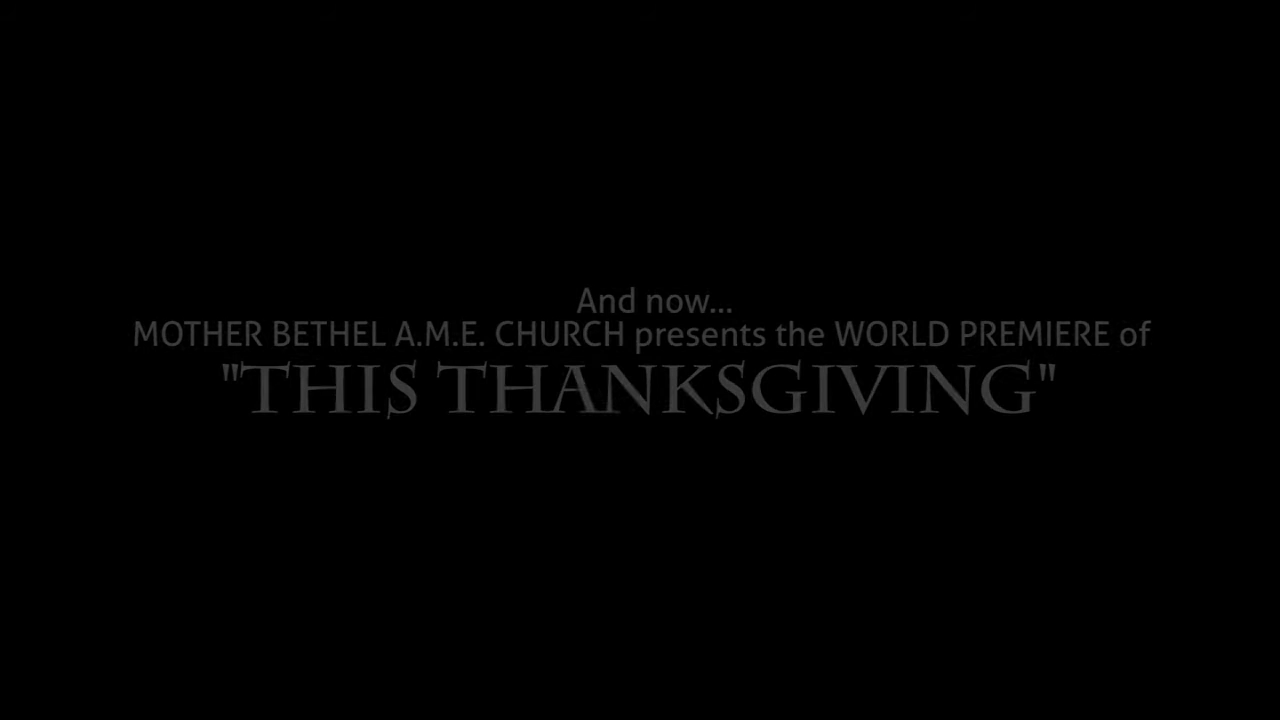 And now...
MOTHER BETHEL A.M.E. CHURCH presents the WORLD PREMIERE of
"THIS THANKSGIVING"